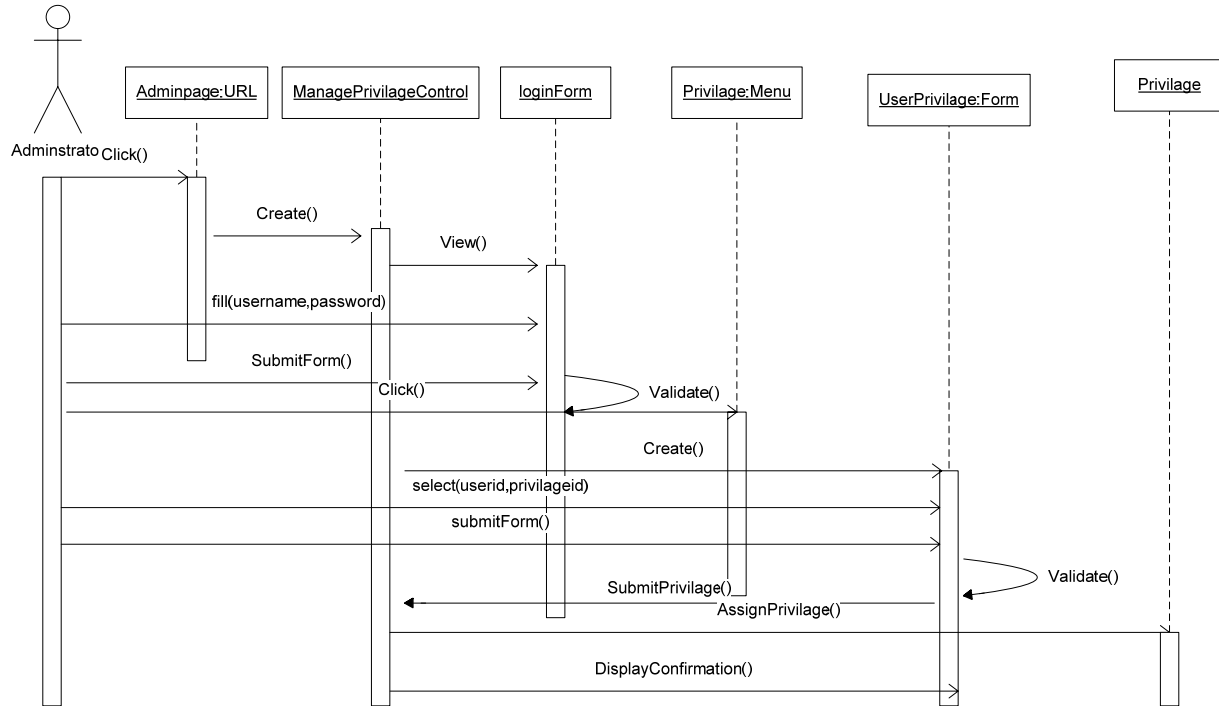 Adminpage:URL
ManagePrivilageControl
loginForm
Privilage:Menu
UserPrivilage:Form
Privilage
Adminstrato
Click()
Create()
View()
fill(username,password)
SubmitForm()
Click()
Validate()
Create()
select(userid,privilageid)
submitForm()
Validate()
SubmitPrivilage()
AssignPrivilage()
DisplayConfirmation()